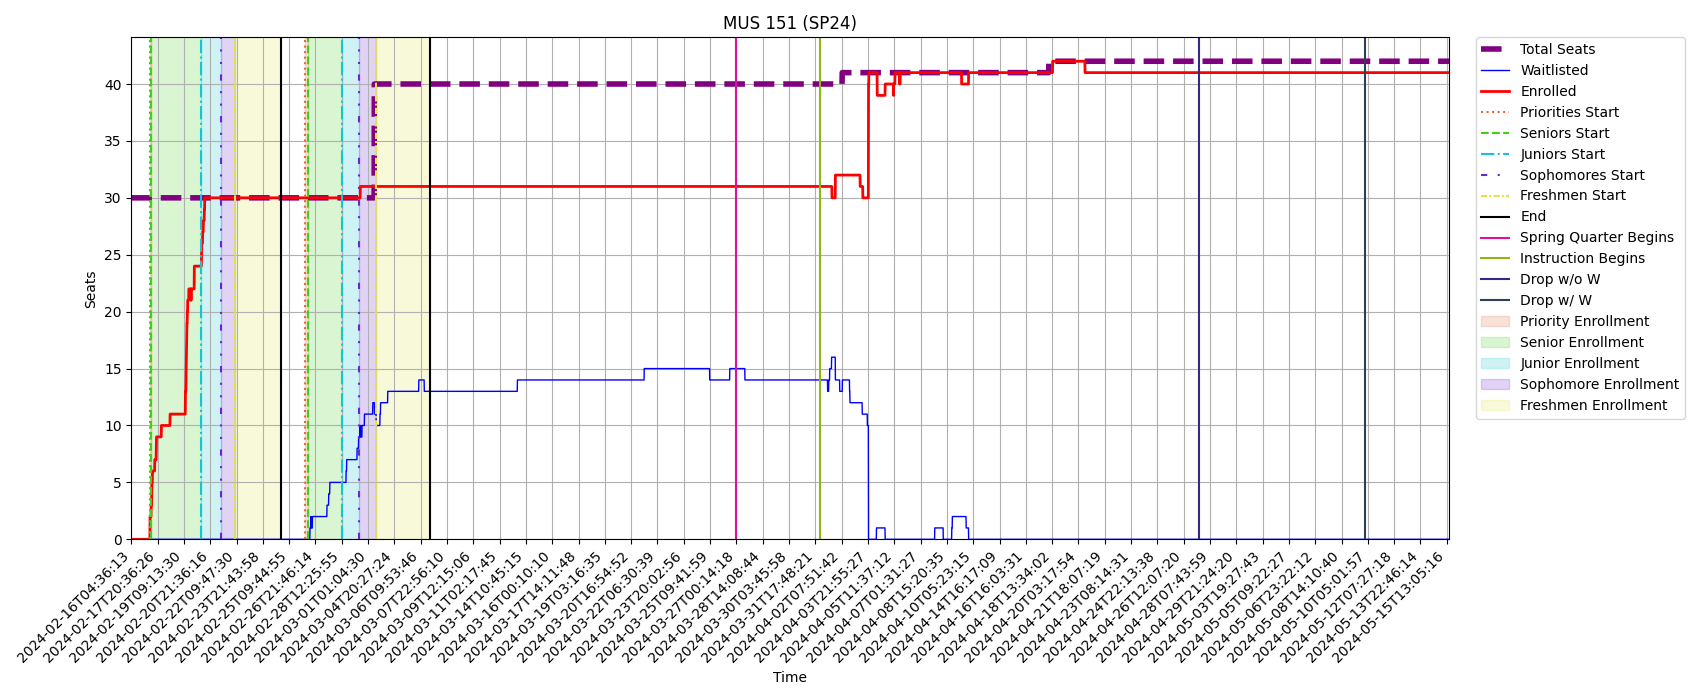 MUS 151 (SP24)
Seats
40
35
30
25
20
15
10
5
0
2024-02-16T04:36:13
2024-02-17T20:36:26
2024-02-19T09:13:30
2024-02-20T21:36:16
2024-02-22T09:47:30
2024-02-23T21:43:58
2024-02-25T09:44:55
2024-02-26T21:46:14
2024-02-28T12:25:55
2024-03-01T01:04:30
2024-03-04T20:27:24
2024-03-06T09:53:46
2024-03-07T22:56:10
2024-03-09T12:15:06
2024-03-11T02:17:45
2024-03-14T10:45:15
2024-03-16T00:10:10
2024-03-17T14:11:48
2024-03-19T03:16:35
2024-03-20T16:54:52
2024-03-22T06:30:39
2024-03-23T20:02:56
2024-03-25T09:41:59
2024-03-27T00:14:18
2024-03-28T14:08:44
2024-03-30T03:45:58
2024-03-31T17:48:21
2024-04-02T07:51:42
2024-04-03T21:55:27
2024-04-05T11:37:12
2024-04-07T01:31:27
2024-04-08T15:20:35
2024-04-10T05:23:15
2024-04-14T16:17:09
2024-04-16T16:03:31
2024-04-18T13:34:02
2024-04-20T03:17:54
2024-04-21T18:07:19
2024-04-23T08:14:31
2024-04-24T22:13:38
2024-04-26T12:07:20
2024-04-28T07:43:59
2024-04-29T21:24:20
2024-05-03T19:27:43
2024-05-05T09:22:27
2024-05-06T23:22:12
2024-05-08T14:10:40
2024-05-10T05:01:57
2024-05-12T07:27:18
2024-05-13T22:46:14
2024-05-15T13:05:16
Time
Total Seats
Waitlisted
Enrolled
Priorities Start
Seniors Start
Juniors Start
Sophomores Start
Freshmen Start
End
Spring Quarter Begins
Instruction Begins
Drop w/o W
Drop w/ W
Priority Enrollment
Senior Enrollment
Junior Enrollment
Sophomore Enrollment
Freshmen Enrollment